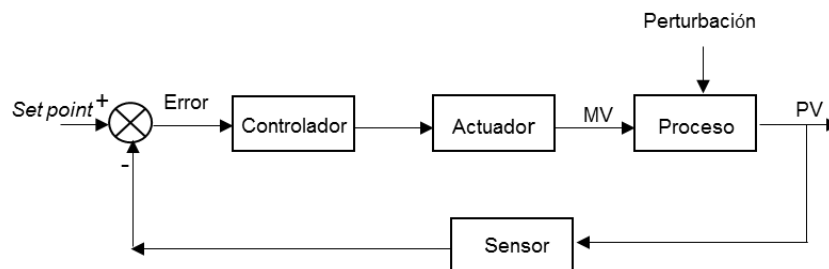 Perturbación
Set point
+
Error
Controlador
Actuador
MV
Proceso
PV
-
Sensor